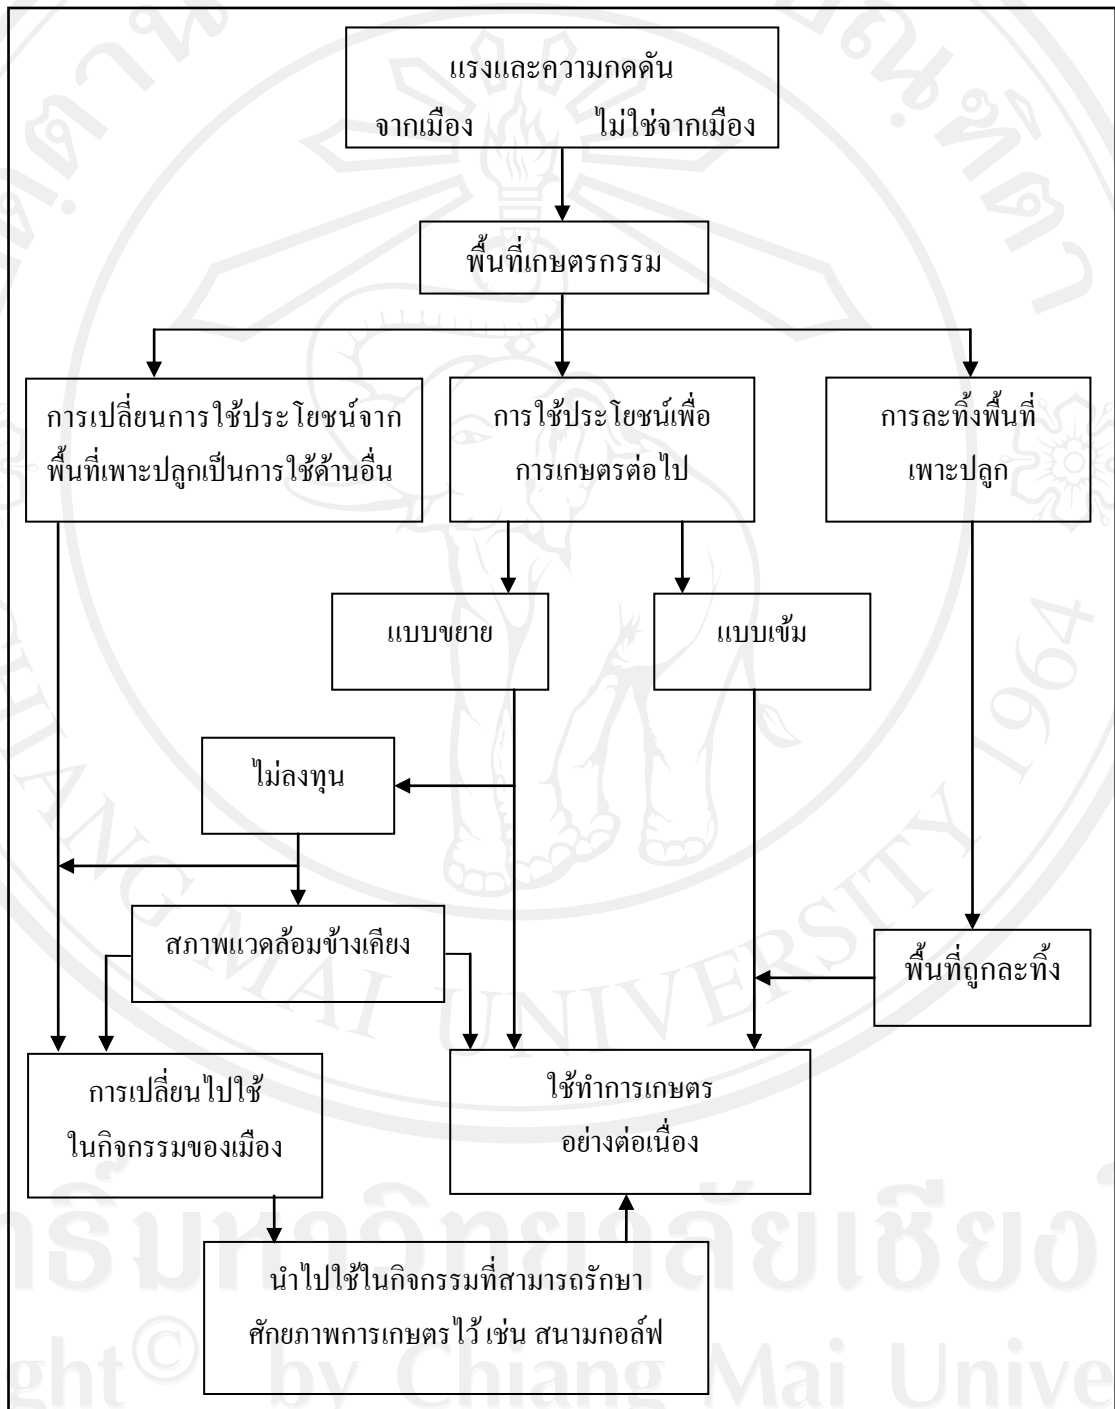 แรงและความกดดัน
จากเมือง ไม่ใช่จากเมือง
พื้นที่เกษตรกรรม
การเปลี่ยนการใช้ประโยชน์จาก
พื้นที่เพาะปลูกเป็นการใช้ด้านอื่น
การใช้ประโยชน์เพื่อ
การเกษตรต่อไป
การละทิ้งพื้นที่
เพาะปลูก
แบบขยาย
แบบเข้ม
ไม่ลงทุน
สภาพแวดล้อมข้างเคียง
พื้นที่ถูกละทิ้ง
การเปลี่ยนไปใช้
ในกิจกรรมของเมือง
ใช้ทำการเกษตร
อย่างต่อเนื่อง
นำไปใช้ในกิจกรรมที่สามารถรักษา
ศักยภาพการเกษตรไว้ เช่น สนามกอล์ฟ
CHIANG MAI UNIVERSITY 1964
© by Chiang Mai